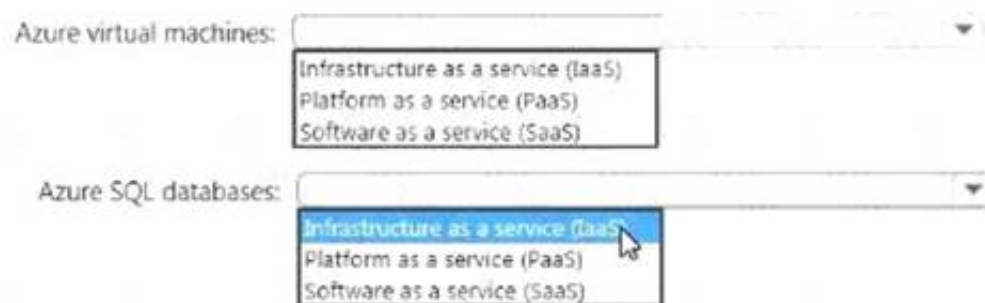 Azure virtual machines:
Infrastructure as a service (IaaS)
Platform as a service (PaaS)
Software as a service (SaaS)
Azure SQL databases:
Infrastructure as a service (IaaS)
Platform as a service (PaaS)
Software as a service (SaaS)